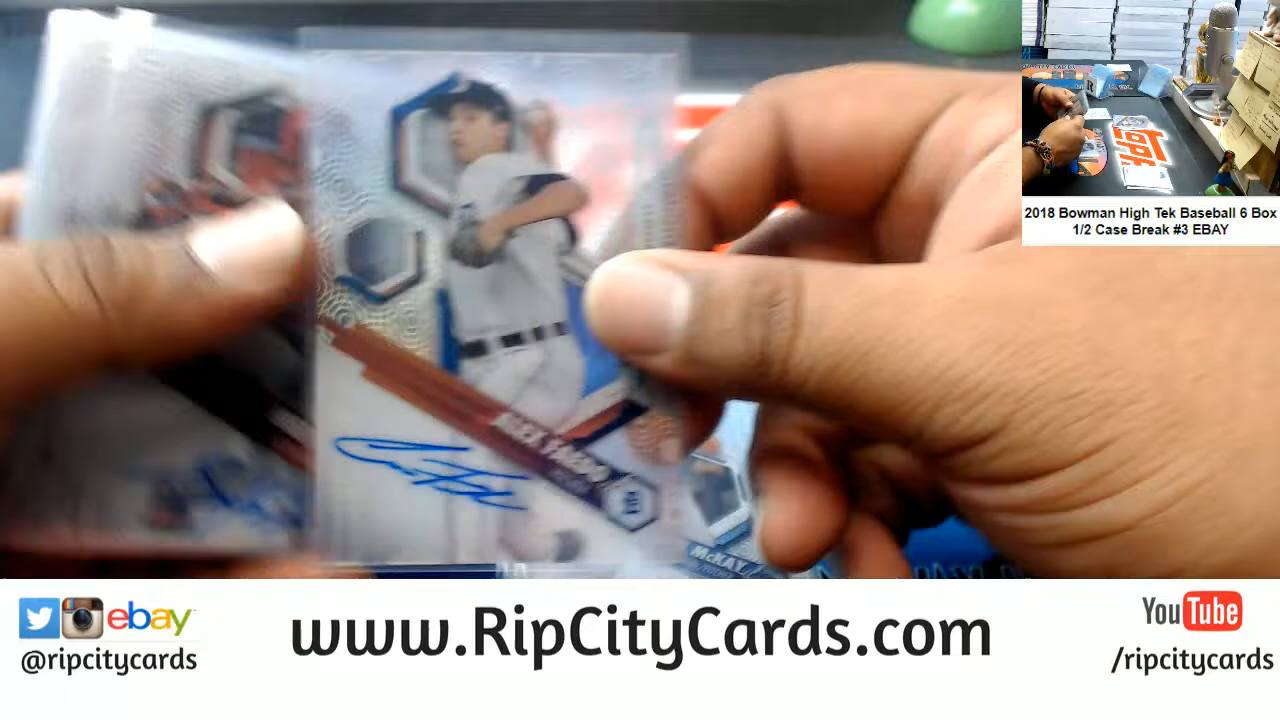 ALEX FAEDO
McKAY
topps
2018 Bowman High Tek Baseball 6 Box
1/2 Case Break #3 EBAY
ebay
@ripcitycards
www.RipCityCards.com
YouTube
/ripcitycards